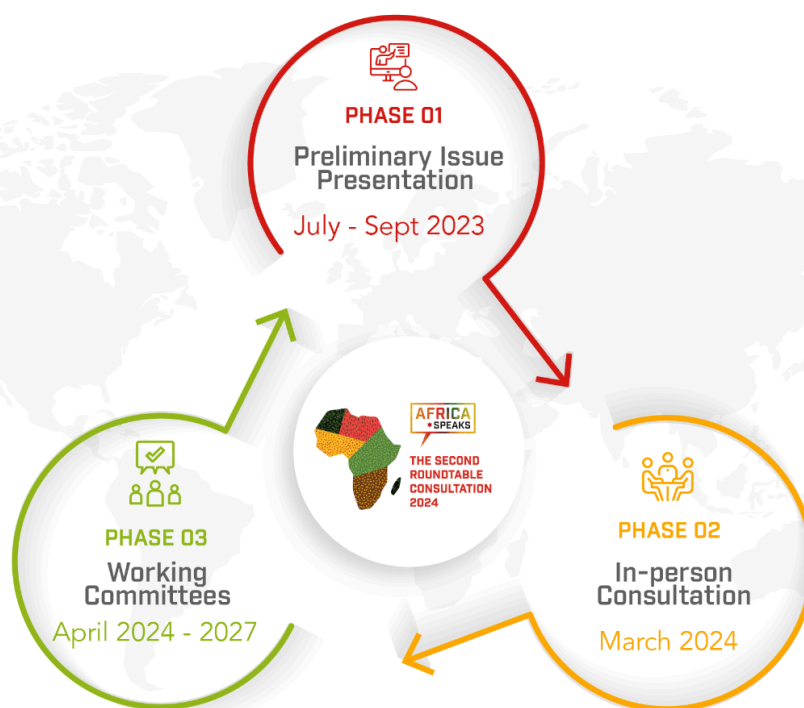 PHASE 01
Preliminary Issue
Presentation
July - Sept 2023
AFRICA
SPEAKS
THE SECOND
ROUNDTABLE
CONSULTATION
2024
PHASE 03
Working
Committees
April 2024 - 2027
PHASE 02
In-person
Consultation
March 2024